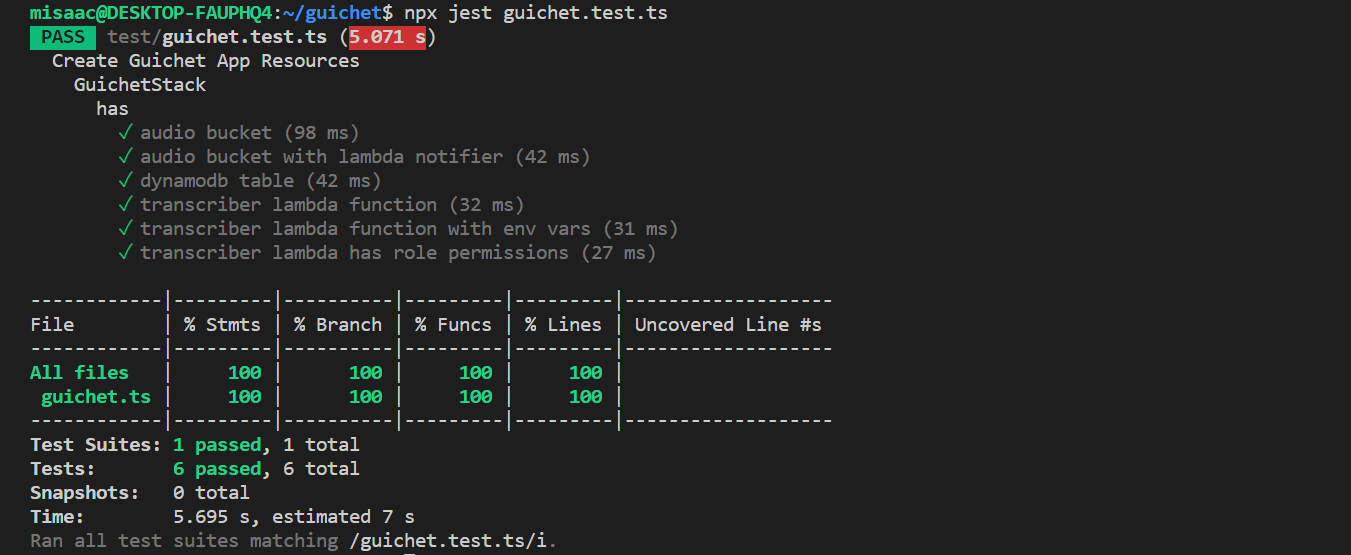 misaac@DESKTOP-FAUPHQ4:~/guichet$ npx jest guichet.test.ts
PASS test/guichet.test.ts (5.071 s)
Create Guichet App Resources
GuichetStack
has
✓ audio bucket (98 ms)
✓ audio bucket with lambda notifier (42 ms)
✓ dynamodb table (42 ms)
✓ transcriber lambda function (32 ms)
✓ transcriber lambda function with env vars (31 ms)
✓ transcriber lambda has role permissions (27 ms)
------------|---------|----------|---------|---------|-------------------
File        | % Stmts | % Branch | % Funcs | % Lines | Uncovered Line #s
------------|---------|----------|---------|---------|-------------------
All files   |     100 |      100 |     100 |     100 |
 guichet.ts |     100 |      100 |     100 |     100 |
------------|---------|----------|---------|---------|-------------------
Test Suites: 1 passed, 1 total
Tests:       6 passed, 6 total
Snapshots:   0 total
Time:        5.695 s, estimated 7 s
Ran all test suites matching /guichet.test.ts/i.